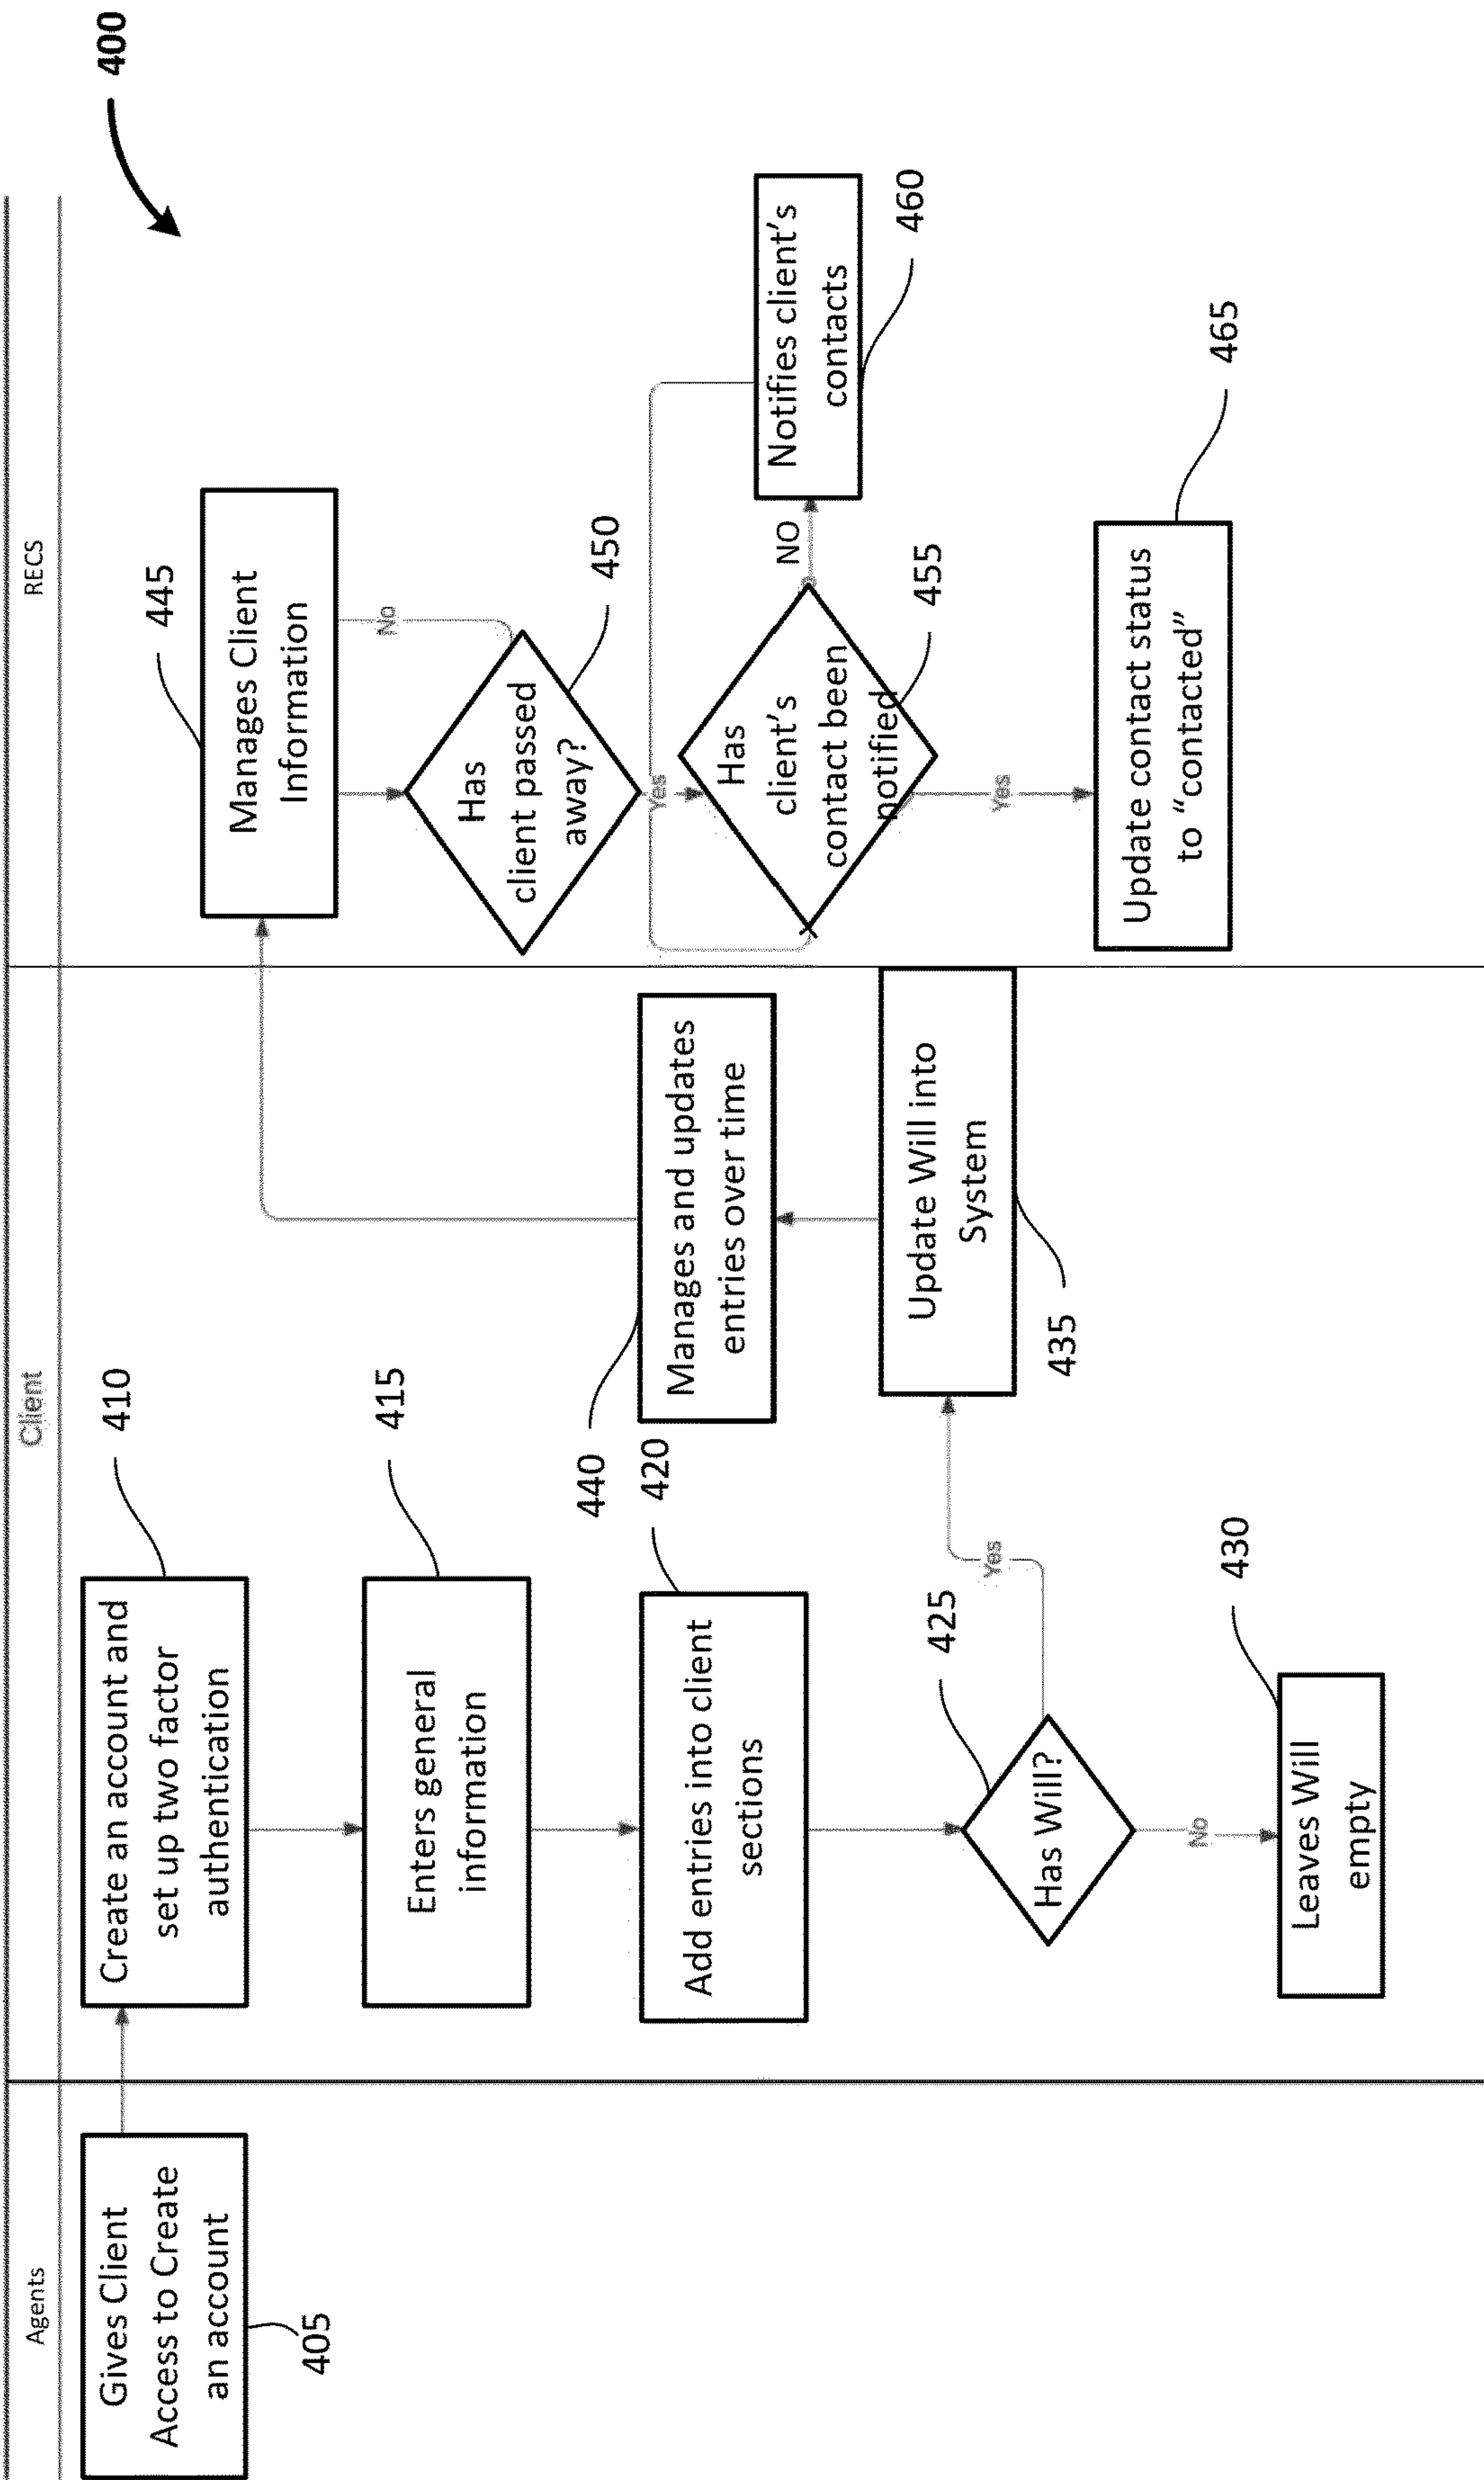 400
Agents
Client
RECS
Gives Client
Access to Create
an account
405
Create an account and
set up two factor
authentication
410
Enters general
information
415
Add entries into client
sections
420
Has Will?
425
No
Leaves Will
empty
430
Yes
Update Will into
System
435
Manages and updates
entries over time
440
Manages Client
Information
445
No
Has
client passed
away?
450
Yes
Has
client's
contact been
notified
455
NO
Notifies client's
contacts
460
Yes
Update contact status
to “contacted”
465